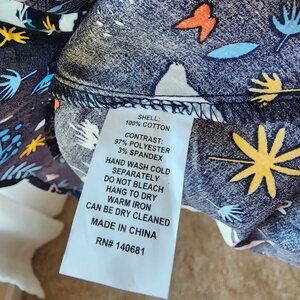 SHELL:
100% COTTON
CONTRAST:
97% POLYESTER
3% SPANDEX
HAND WASH COLD
SEPARATELY
DO NOT BLEACH
HANG TO DRY
WARM IRON
CAN BE DRY CLEANED
MADE IN CHINA
RN# 140681